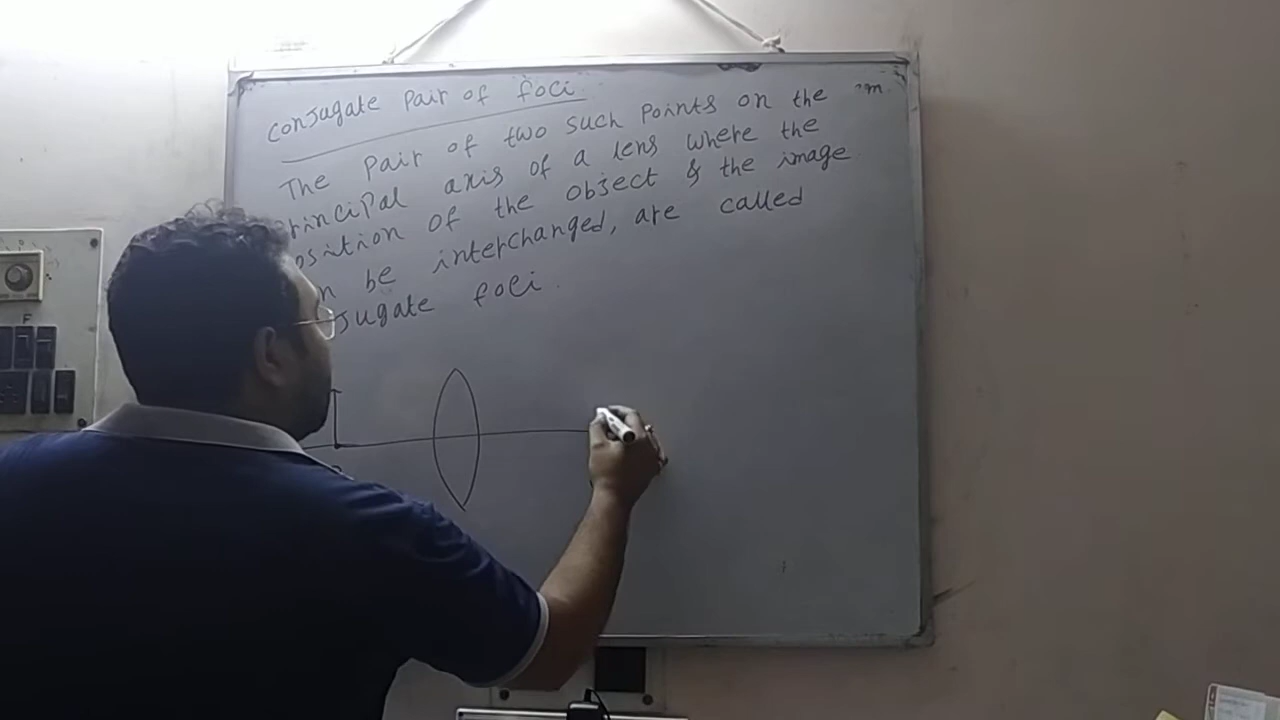 Conjugate Pair of foci
The Pair of two such Points on the
Principal axis of a lens where the
position of the object & the image
n be interchanged, are called
jugate foci.
F